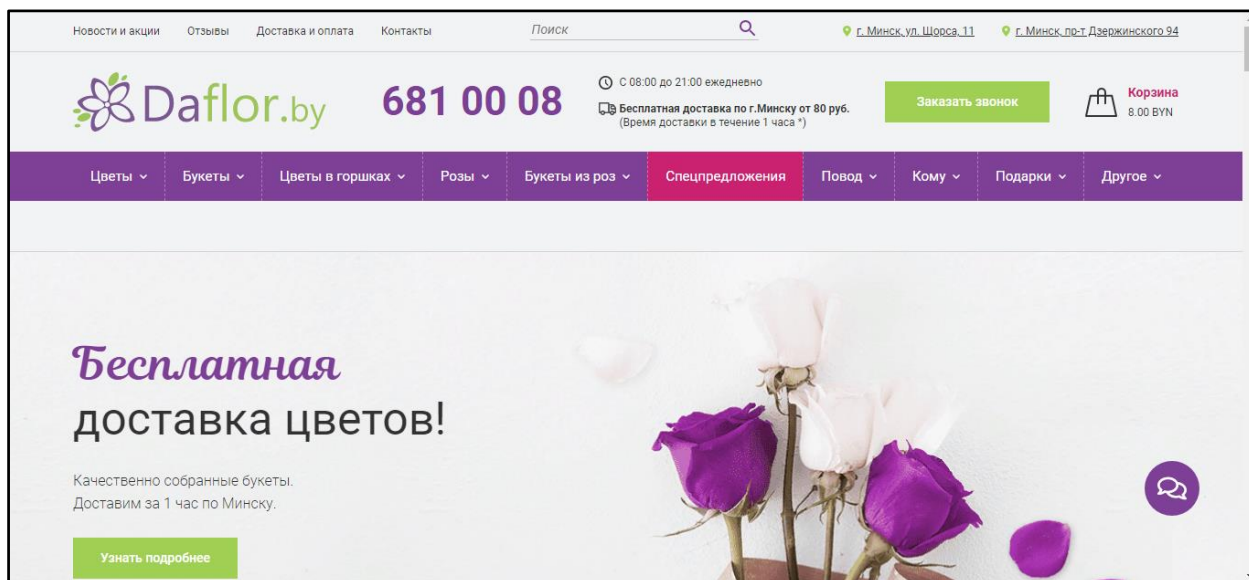 Новости и акции Отзывы Доставка и оплата Контакты Поиск г. Минск, ул. Щорса, 11 г. Минск, пр-т Дзержинского 94
Daflor.by 681 00 08
С 08:00 до 21:00 ежедневно
Бесплатная доставка по г.Минску от 80 руб.
(Время доставки в течение 1 часа *)
Заказать звонок
Корзина
8.00 BYN
Цветы Букеты Цветы в горшках Розы Букеты из роз Спецпредложения Повод Кому Подарки Другое
Бесплатная
доставка цветов!
Качественно собранные букеты.
Доставим за 1 час по Минску.
Узнать подробнее